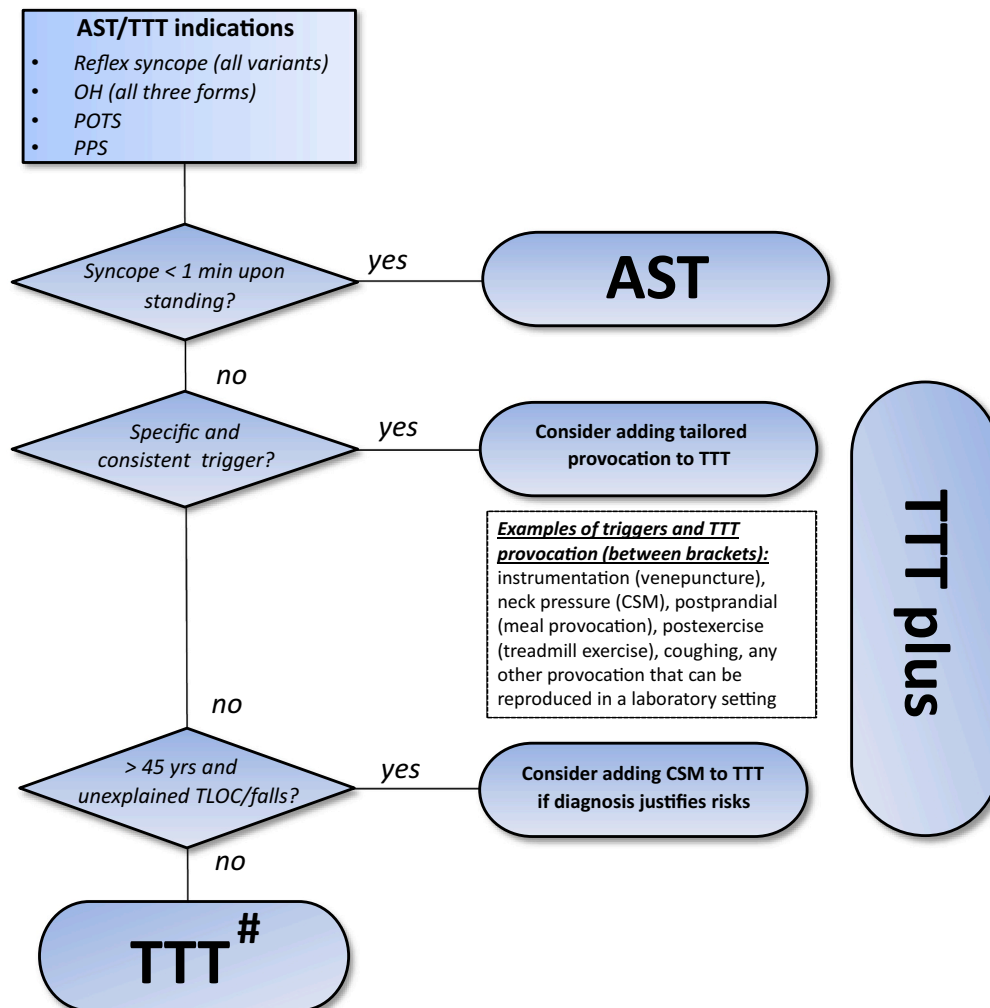 AST/TTT indications
• Reflex syncope (all variants)
• OH (all three forms)
• POTS
• PPS
Syncope < 1 min upon
standing?
yes
AST
no
Specific and
consistent trigger?
yes
Consider adding tailored
provocation to TTT
Examples of triggers and TTT
provocation (between brackets):
instrumentation (venepuncture),
neck pressure (CSM), postprandial
(meal provocation), postexercise
(treadmill exercise), coughing, any
other provocation that can be
reproduced in a laboratory setting
TTT plus
no
> 45 yrs and
unexplained TLOC/falls?
yes
Consider adding CSM to TTT
if diagnosis justifies risks
no
TTT #